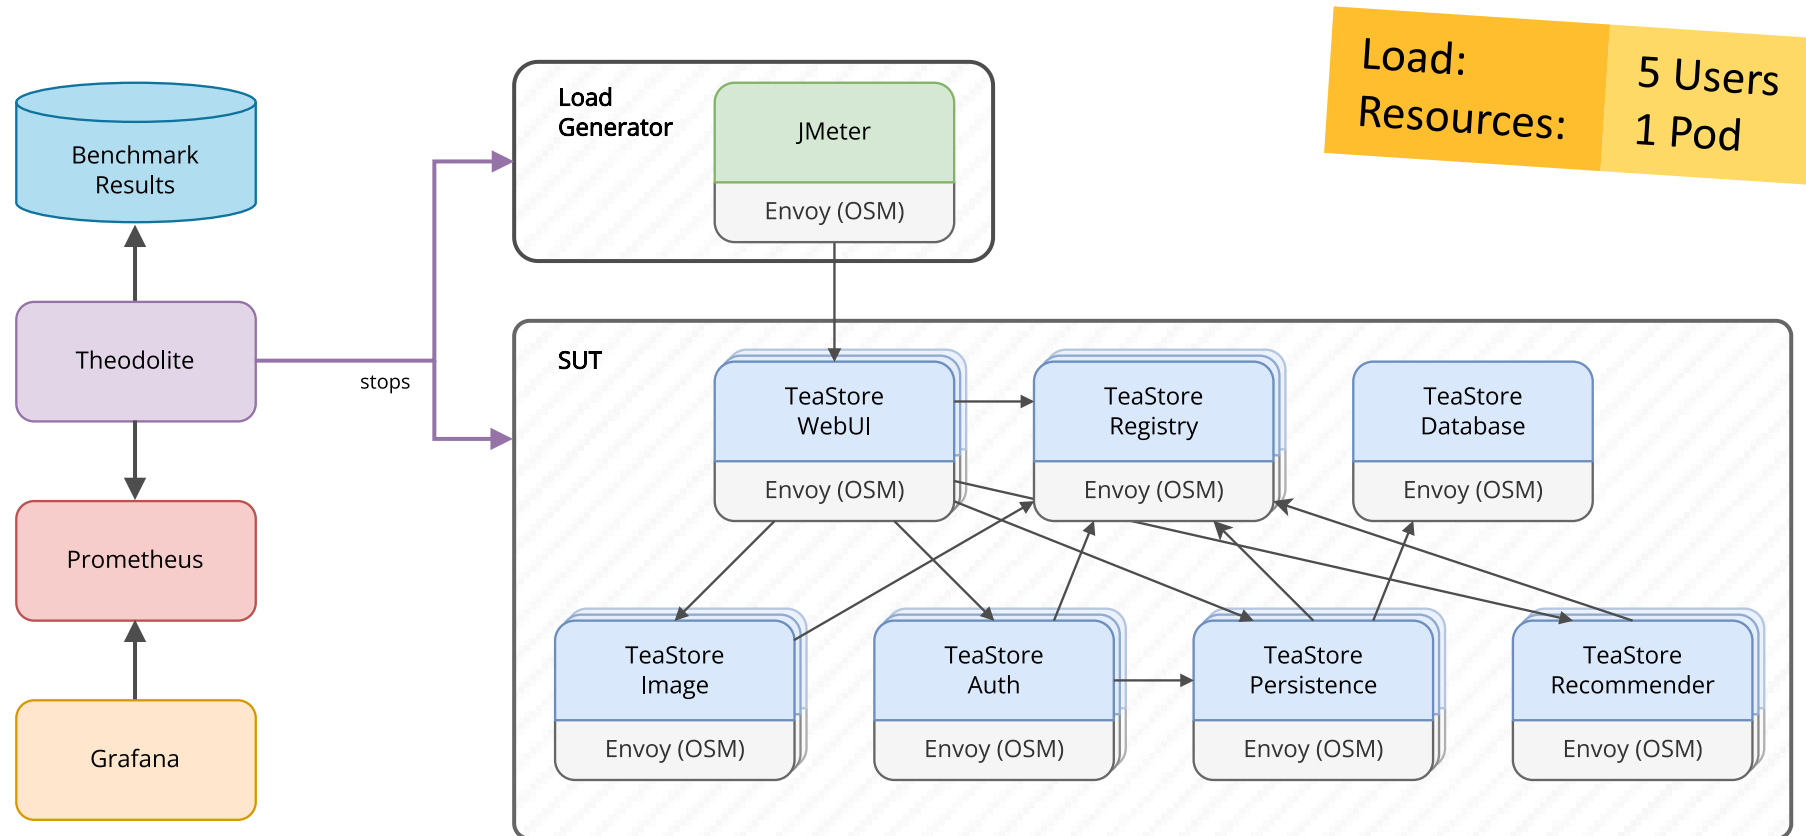 Load:
Resources:
5 Users
1 Pod
Load
Generator
JMeter
Envoy (OSM)
Benchmark
Results
Theodolite
stops
Prometheus
Grafana
SUT
TeaStore
WebUI
Envoy (OSM)
TeaStore
Registry
Envoy (OSM)
TeaStore
Database
Envoy (OSM)
TeaStore
Image
Envoy (OSM)
TeaStore
Auth
Envoy (OSM)
TeaStore
Persistence
Envoy (OSM)
TeaStore
Recommender
Envoy (OSM)